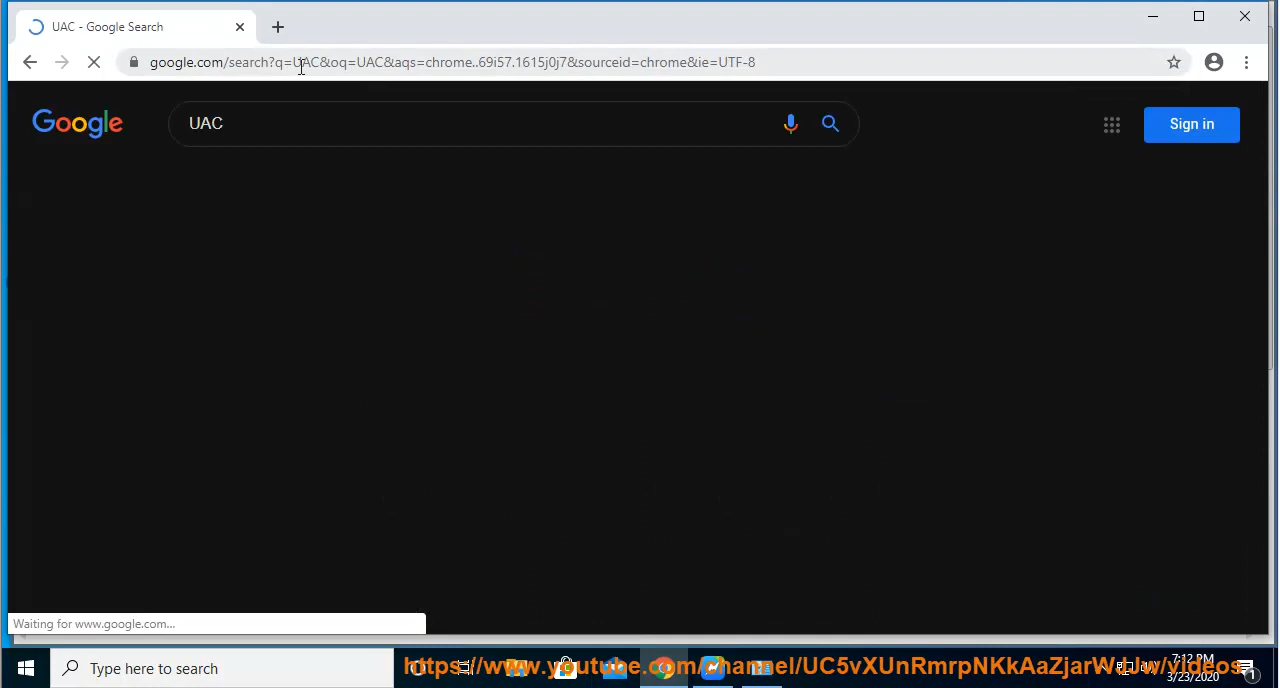 UAC - Google Search
google.com/search?q=UAC&oq=UAC&aqs=chrome..69i57.1615j0j7&sourceid=chrome&ie=UTF-8
Google
UAC
Sign in
Waiting for www.google.com...
Type here to search
https://www.youtube.com/channel/UC5vXUnRmrpNKkAaZjarWJUw/videos
7:12 PM
3/23/2020
1